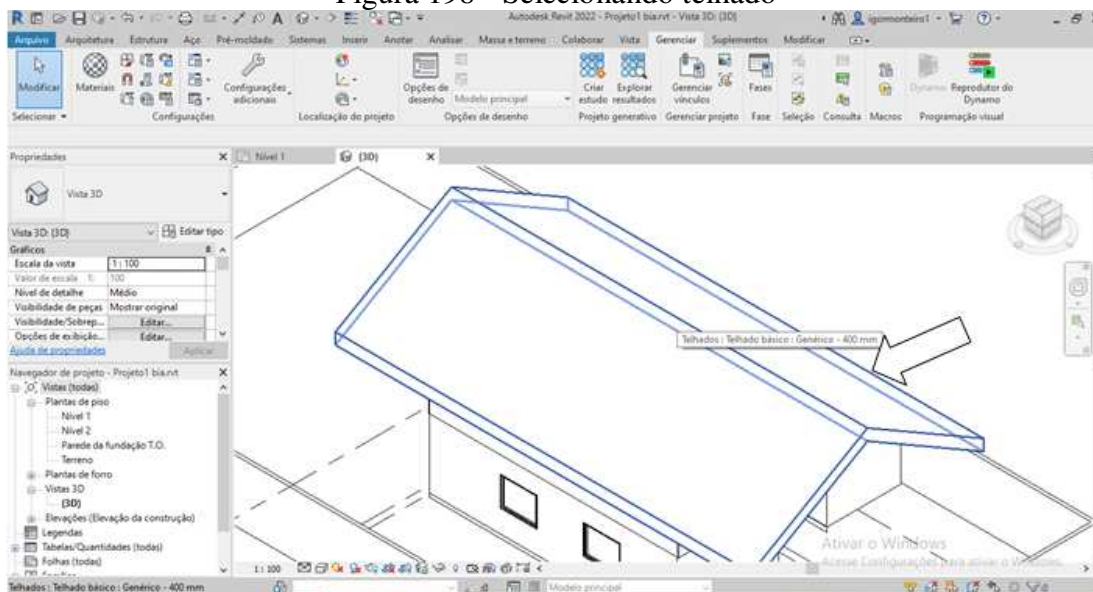 Figura 198 - Selecionando telhado
Autodesk Revit 2022 - Projeto1 bia.rvt - Vista 3D: {3D}
igormonteiro1
Arquivo Arquitetura Estrutura Aço Pré-moldado Sistemas Inserir Anotar Analisar Massa e terreno Colaborar Vista Gerenciar Suplementos Modificar
Modificar
Materiais
Configurações adicionais
Opções de desenho
Modelo principal
Criar estudo
Explorar resultados
Gerenciar vínculos
Fases
Dynamo
Reprodutor do Dynamo
Selecionar Configurações Localização do projeto Opções de desenho Projeto generativo Gerenciar projeto Fase Seleção Consulta Macros Programação visual
Propriedades
Nível 1
{3D}
Vista 3D
Vista 3D: {3D} Editar tipo
Gráficos
Escala da vista 1 : 100
Valor de escala 1: 100
Nível de detalhe Médio
Visibilidade de peças Mostrar original
Visibilidade/Sobrep... Editar...
Opções de exibição... Editar...
Ajuda de propriedades Aplicar
Telhados : Telhado básico : Genérico - 400 mm
Navegador de projeto - Projeto1 bia.rvt
Vistas (todas)
Plantas de piso
Nível 1
Nível 2
Parede da fundação T.O.
Terreno
Plantas de forro
Vistas 3D
{3D}
Elevações (Elevação da construção)
Legendas
Tabelas/Quantidades (todas)
Folhas (todas)
Ativar o Windows
Acesse Configurações para ativar o Windows.
1 : 100
Telhados : Telhado básico : Genérico - 400 mm
Modelo principal